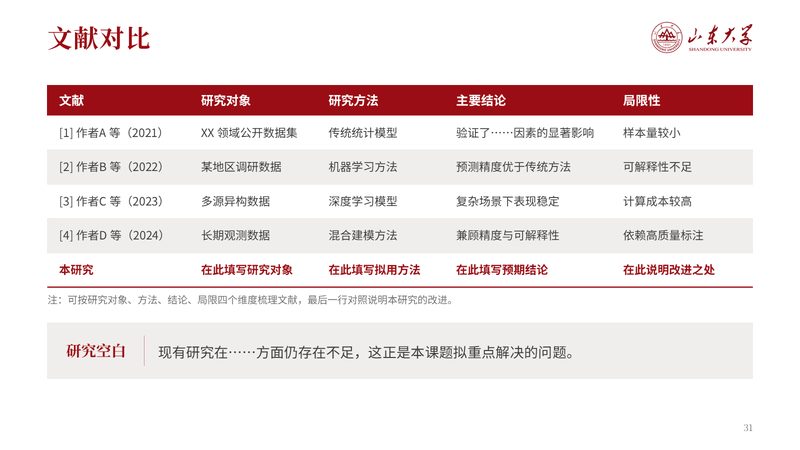 文献对比
山东大学
SHANDONG UNIVERSITY
文献 研究对象 研究方法 主要结论 局限性
[1] 作者A 等（2021） XX 领域公开数据集 传统统计模型 验证了……因素的显著影响 样本量较小
[2] 作者B 等（2022） 某地区调研数据 机器学习方法 预测精度优于传统方法 可解释性不足
[3] 作者C 等（2023） 多源异构数据 深度学习模型 复杂场景下表现稳定 计算成本较高
[4] 作者D 等（2024） 长期观测数据 混合建模方法 兼顾精度与可解释性 依赖高质量标注
本研究 在此填写研究对象 在此填写拟用方法 在此填写预期结论 在此说明改进之处
注：可按研究对象、方法、结论、局限四个维度梳理文献，最后一行对照说明本研究的改进。
研究空白 现有研究在……方面仍存在不足，这正是本课题拟重点解决的问题。
31